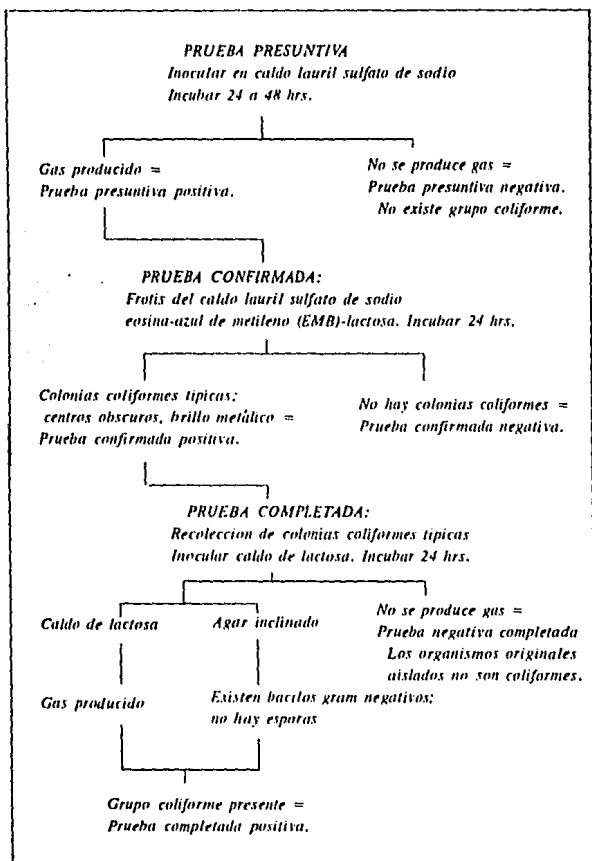 PRUEBA PRESUNTIVA
Inocular en caldo lauril sulfato de sodio
Incubar 24 a 48 hrs.
Gas producido =
Prueba presuntiva positiva.
No se produce gas =
Prueba presuntiva negativa.
No existe grupo coliforme.
PRUEBA CONFIRMADA:
Frotis del caldo lauril sulfato de sodio
eosina-azul de metileno (EMB)-lactosa. Incubar 24 hrs.
Colonias coliformes tipicas;
centros obscuros, brillo metálico =
Prueba confirmada positiva.
No hay colonias coliformes =
Prueba confirmada negativa.
PRUEBA COMPLETADA:
Recoleccion de colonias coliformes tipicas
Inocular caldo de lactosa. Incubar 24 hrs.
Caldo de lactosa
Agar inclinado
No se produce gas =
Prueba negativa completada
Los organismos originales
aislados no son coliformes.
Gas producido
Existen bacilos gram negativos;
no hay esporas
Grupo coliforme presente =
Prueba completada positiva.